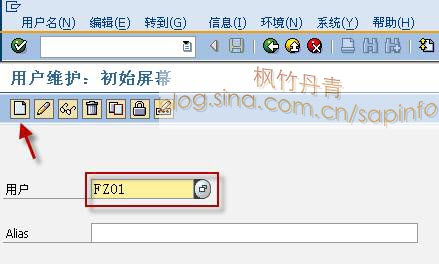 用户名(N) 编辑(E) 转到(G) 信息(I) 环境(N) 系统(Y) 帮助(H)
用户维护: 初始屏幕
枫竹丹青
blog.sina.com.cn/sapinfo
用户 FZ01
Alias